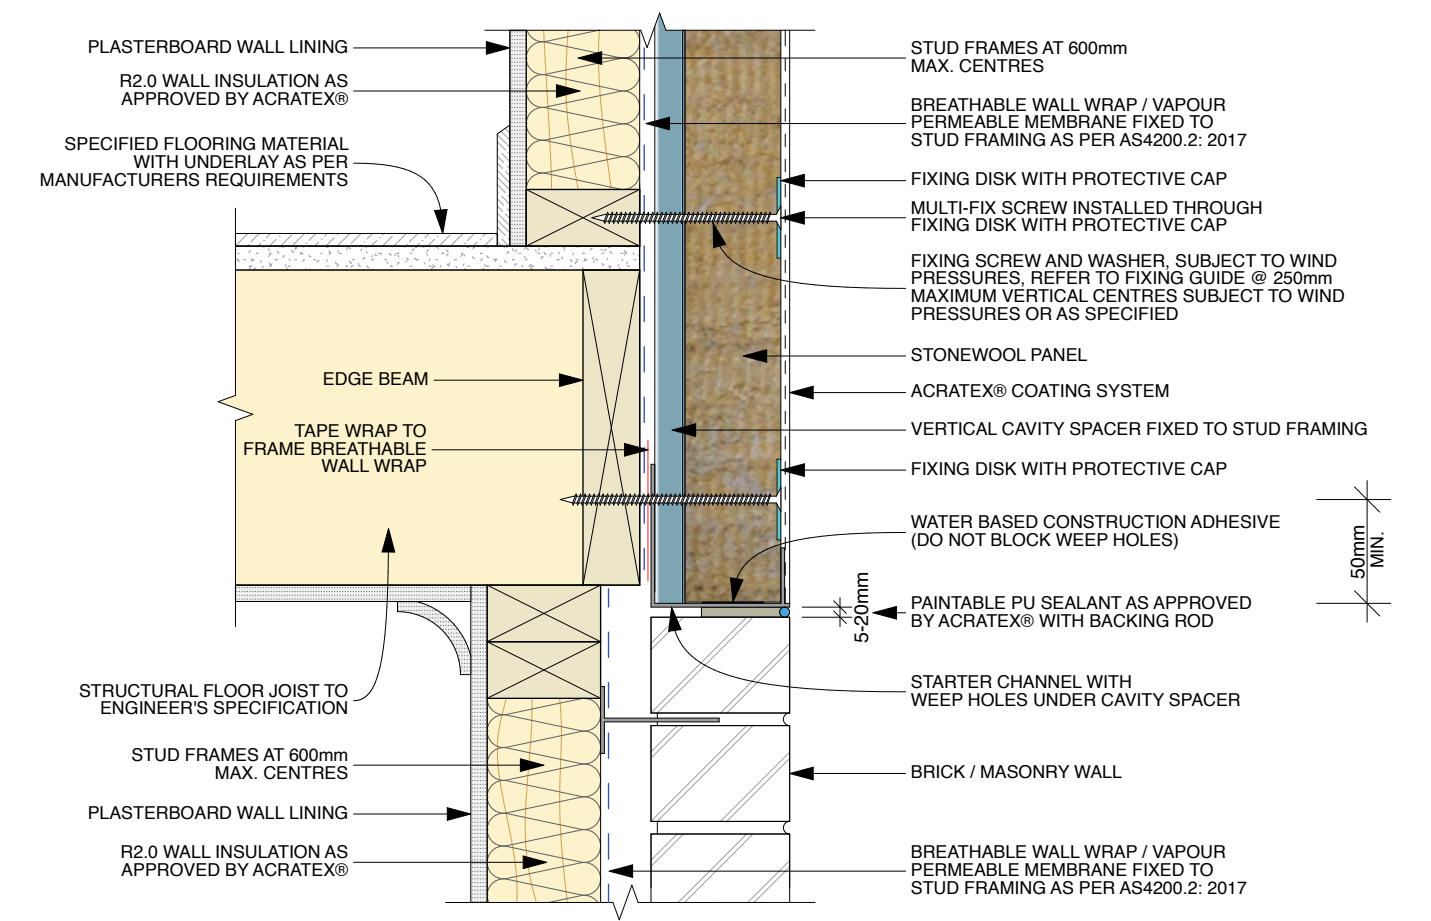 PLASTERBOARD WALL LINING
R2.0 WALL INSULATION AS
APPROVED BY ACRATEX®
SPECIFIED FLOORING MATERIAL
WITH UNDERLAY AS PER
MANUFACTURERS REQUIREMENTS
EDGE BEAM
TAPE WRAP TO
FRAME BREATHABLE
WALL WRAP
STRUCTURAL FLOOR JOIST TO
ENGINEER'S SPECIFICATION
STUD FRAMES AT 600mm
MAX. CENTRES
PLASTERBOARD WALL LINING
R2.0 WALL INSULATION AS
APPROVED BY ACRATEX®
STUD FRAMES AT 600mm
MAX. CENTRES
BREATHABLE WALL WRAP / VAPOUR
PERMEABLE MEMBRANE FIXED TO
STUD FRAMING AS PER AS4200.2: 2017
FIXING DISK WITH PROTECTIVE CAP
MULTI-FIX SCREW INSTALLED THROUGH
FIXING DISK WITH PROTECTIVE CAP
FIXING SCREW AND WASHER, SUBJECT TO WIND
PRESSURES, REFER TO FIXING GUIDE @ 250mm
MAXIMUM VERTICAL CENTRES SUBJECT TO WIND
PRESSURES OR AS SPECIFIED
STONEWOOL PANEL
ACRATEX® COATING SYSTEM
VERTICAL CAVITY SPACER FIXED TO STUD FRAMING
FIXING DISK WITH PROTECTIVE CAP
WATER BASED CONSTRUCTION ADHESIVE
(DO NOT BLOCK WEEP HOLES)
50mm
MIN.
5-20mm
PAINTABLE PU SEALANT AS APPROVED
BY ACRATEX® WITH BACKING ROD
STARTER CHANNEL WITH
WEEP HOLES UNDER CAVITY SPACER
BRICK / MASONRY WALL
BREATHABLE WALL WRAP / VAPOUR
PERMEABLE MEMBRANE FIXED TO
STUD FRAMING AS PER AS4200.2: 2017